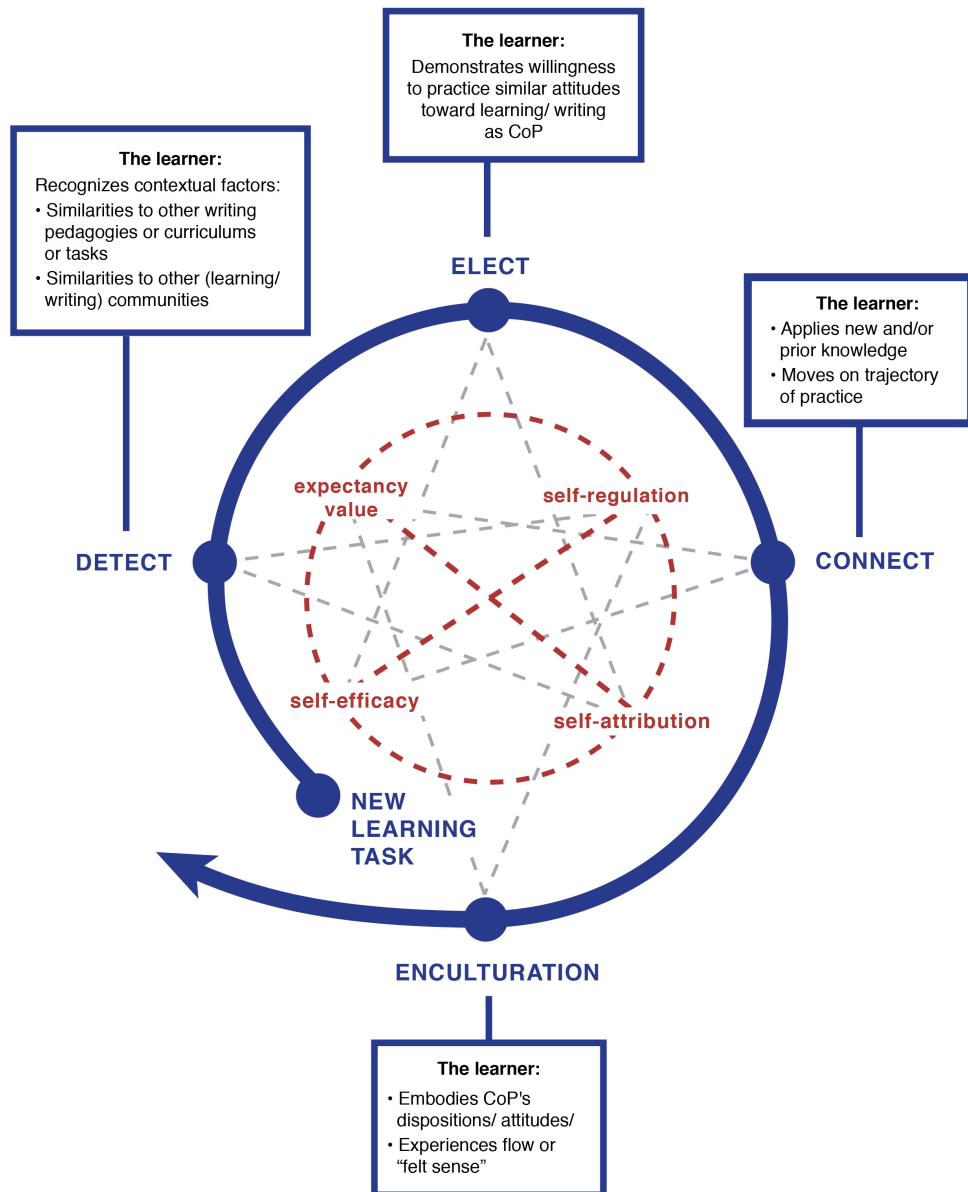 The learner:
Demonstrates willingness
to practice similar attitudes
toward learning/ writing
as CoP
The learner:
Recognizes contextual factors:
• Similarities to other writing
pedagogies or curriculums
or tasks
• Similarities to other (learning/
writing) communities
ELECT
The learner:
• Applies new and/or
prior knowledge
• Moves on trajectory
of practice
expectancy
value
self-regulation
DETECT
CONNECT
self-efficacy
self-attribution
NEW
LEARNING
TASK
ENCULTURATION
The learner:
• Embodies CoP's
dispositions/ attitudes/
• Experiences flow or
“felt sense”